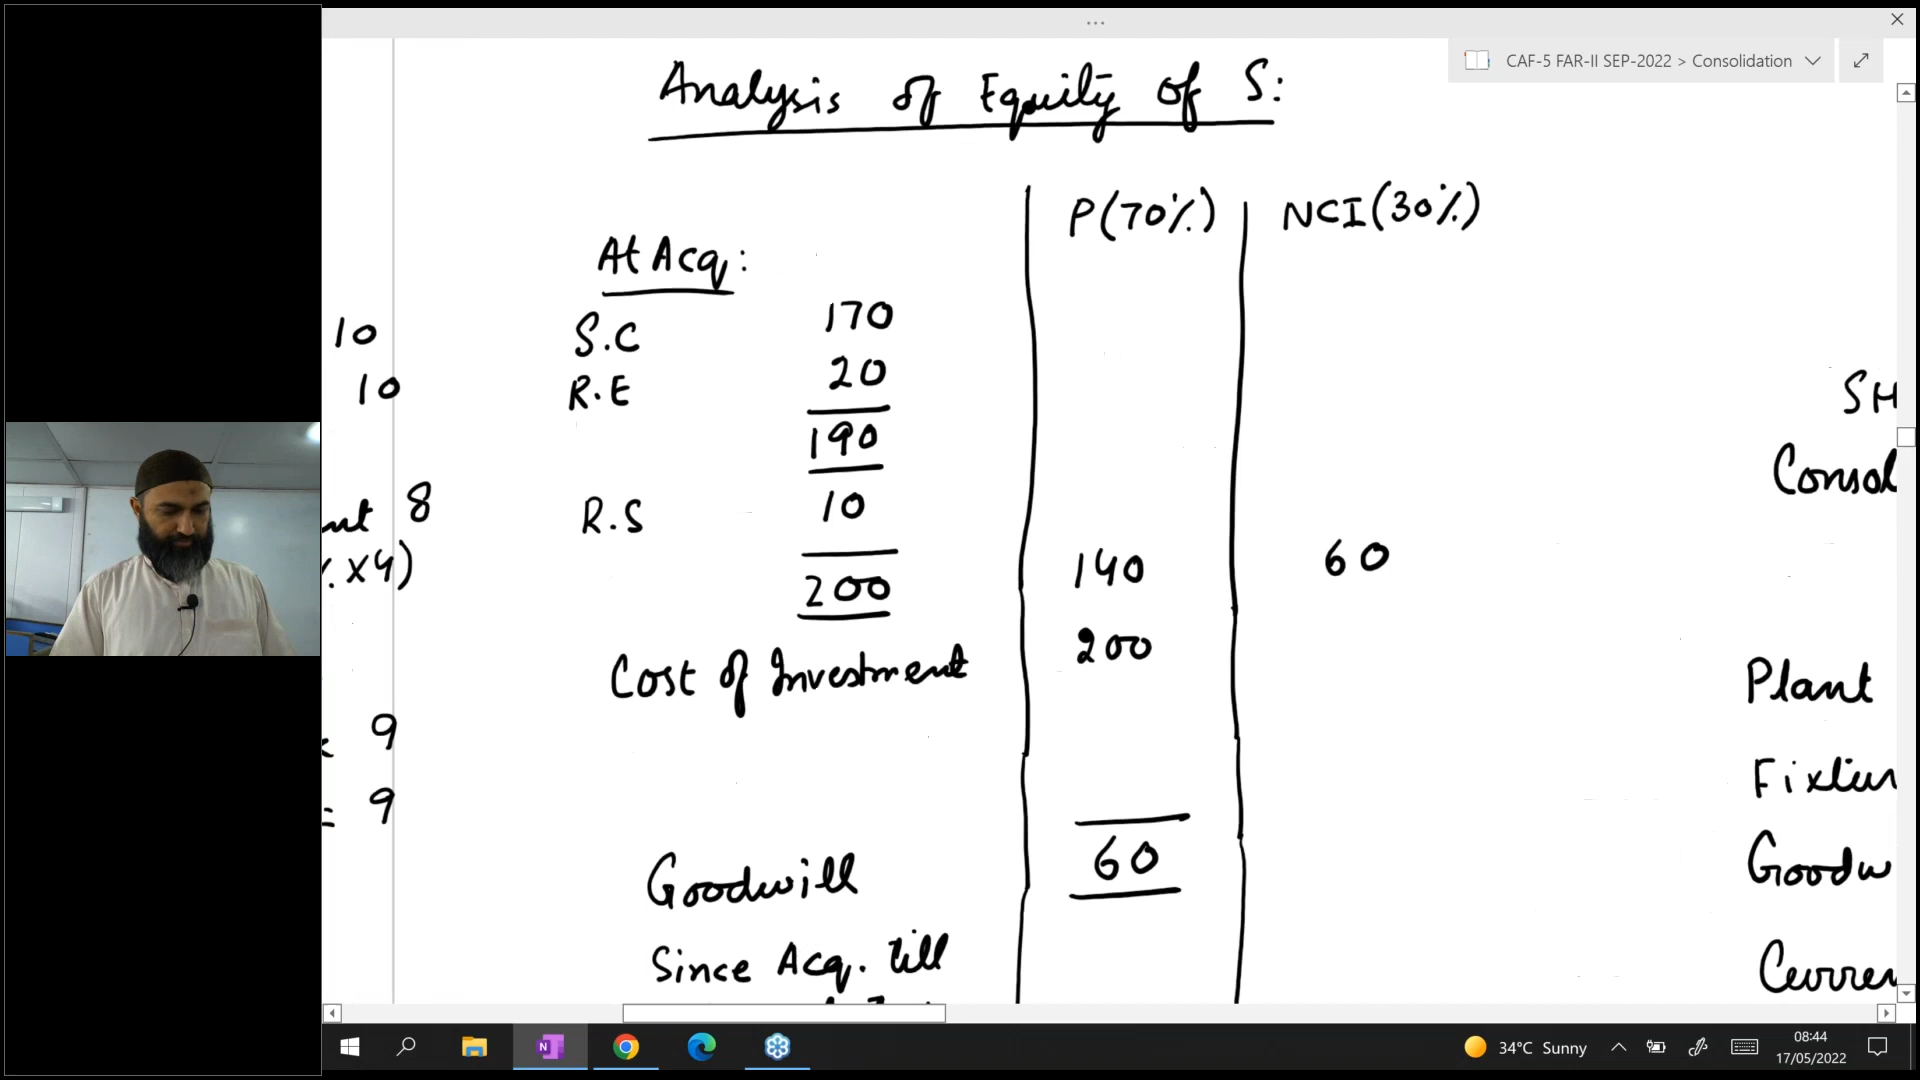 ...
CAF-5 FAR-II SEP-2022 > Consolidation
Analysis of Equity of S:
P(70%) NCI(30%)
At Acq:
10 S.C 170
10 R.E 20
190
8 R.S 10
X4)
200 140 60
Cost of Investment 200
9
= 9
Goodwill 60
Since Acq. till
SH
Consol
Plant
Fixtur
Goodw
Curren
34°C Sunny
08:44
17/05/2022